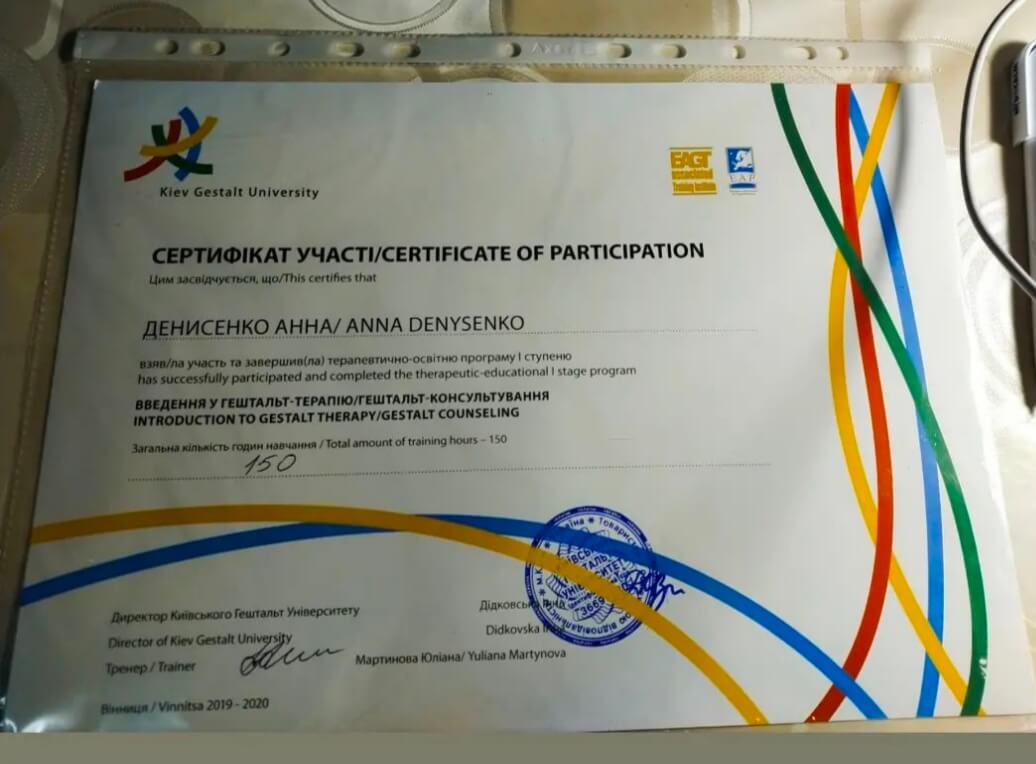 Kiev Gestalt University
EAGT
Training Institute
EAP
СЕРТИФІКАТ УЧАСТІ/CERTIFICATE OF PARTICIPATION
Цим засвідчується, що/This certifies that
ДЕНИСЕНКО АННА/ ANNA DENYSENKO
взяв/ла участь та завершив(ла) терапевтично-освітню програму І ступеню
has successfully participated and completed the therapeutic-educational I stage program
ВВЕДЕННЯ У ГЕШТАЛЬТ-ТЕРАПІЮ/ГЕШТАЛЬТ-КОНСУЛЬТУВАННЯ
INTRODUCTION TO GESTALT THERAPY/GESTALT COUNSELING
Загальна кількість годин навчання / Total amount of training hours – 150
150
Директор Київського Гештальт Університету
Director of Kiev Gestalt University
Didkovska
Тренер / Trainer
Мартинова Юліана/ Yuliana Martynova
Вінниця / Vinnitsa 2019 - 2020